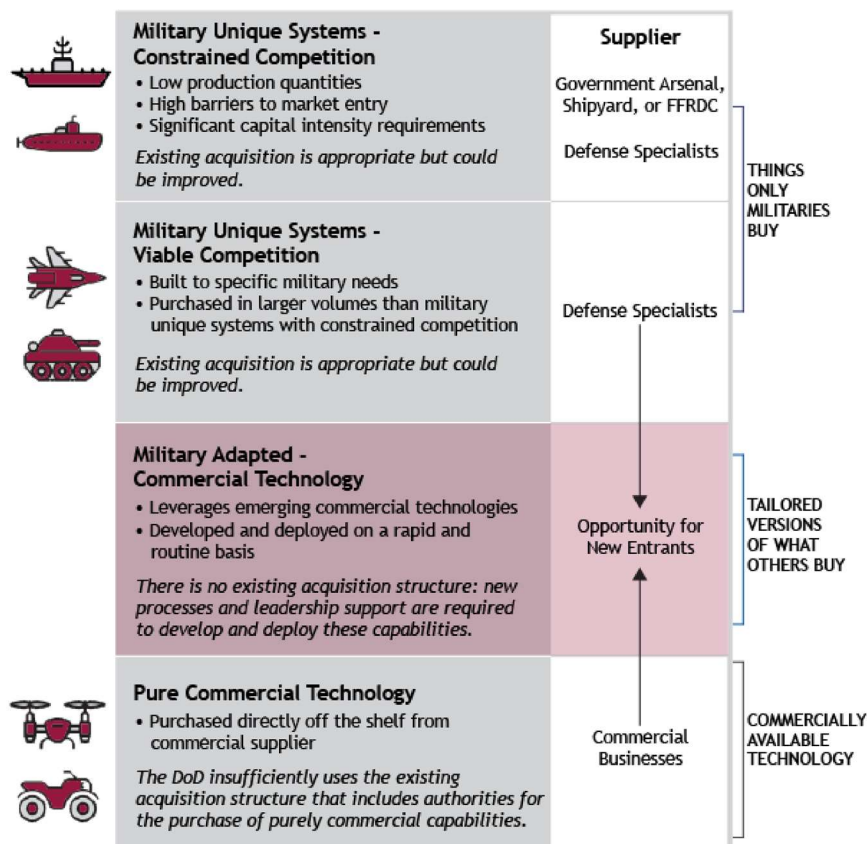 Military Unique Systems -
Constrained Competition
• Low production quantities
• High barriers to market entry
• Significant capital intensity requirements
Existing acquisition is appropriate but could
be improved.
Supplier
Government Arsenal,
Shipyard, or FFRDC
Defense Specialists
THINGS
ONLY
MILITARIES
BUY
Military Unique Systems -
Viable Competition
• Built to specific military needs
• Purchased in larger volumes than military
unique systems with constrained competition
Existing acquisition is appropriate but could
be improved.
Defense Specialists
Military Adapted -
Commercial Technology
• Leverages emerging commercial technologies
• Developed and deployed on a rapid and
routine basis
There is no existing acquisition structure: new
processes and leadership support are required
to develop and deploy these capabilities.
Opportunity for
New Entrants
TAILORED
VERSIONS
OF WHAT
OTHERS BUY
Pure Commercial Technology
• Purchased directly off the shelf from
commercial supplier
The DoD insufficiently uses the existing
acquisition structure that includes authorities for
the purchase of purely commercial capabilities.
Commercial
Businesses
COMMERCIALLY
AVAILABLE
TECHNOLOGY